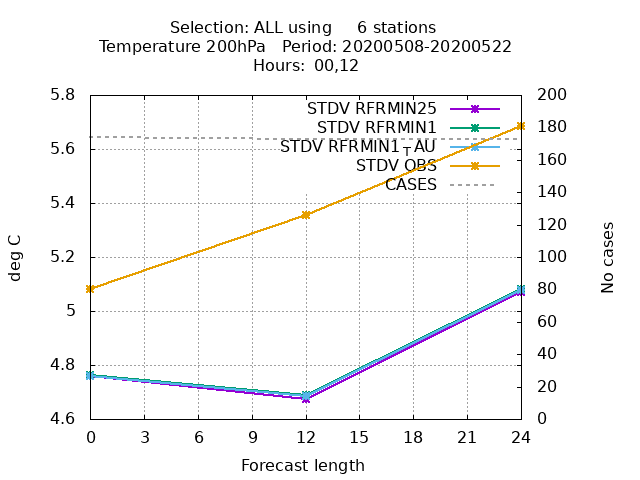 Selection: ALL using     6 stations
Temperature 200hPa   Period: 20200508-20200522
Hours:  00,12
5.8
5.6
5.4
5.2
5
4.8
4.6
deg C
200
180
160
140
120
100
80
60
40
20
0
No cases
STDV RFRMIN25
STDV RFRMIN1
STDV RFRMIN1_TAU
STDV OBS
CASES
0 3 6 9 12 15 18 21 24
Forecast length